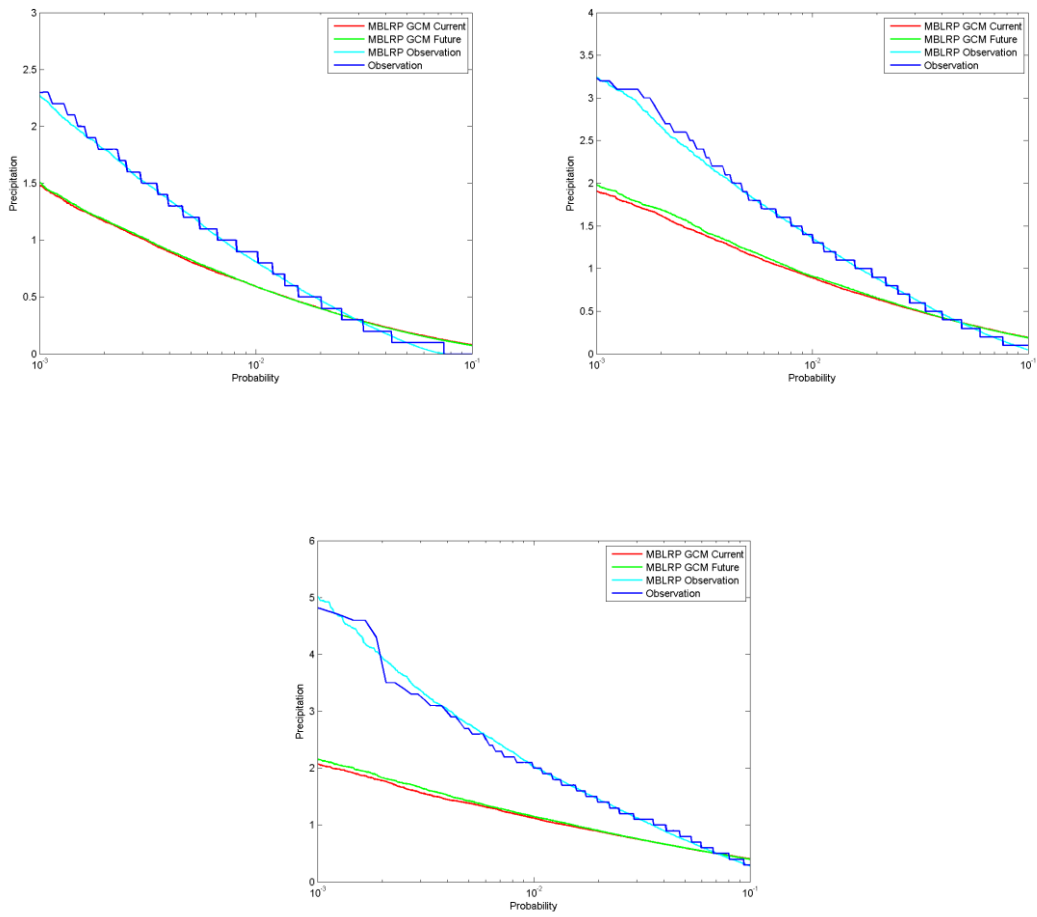 3
2.5
2
1.5
1
0.5
0
10-3
10-2
10-1
Precipitation
Probability
MBLRP GCM Current
MBLRP GCM Future
MBLRP Observation
Observation
4
3.5
3
2.5
2
1.5
1
0.5
0
10-3
10-2
10-1
Precipitation
Probability
MBLRP GCM Current
MBLRP GCM Future
MBLRP Observation
Observation
6
5
4
3
2
1
0
10-3
10-2
10-1
Precipitation
Probability
MBLRP GCM Current
MBLRP GCM Future
MBLRP Observation
Observation